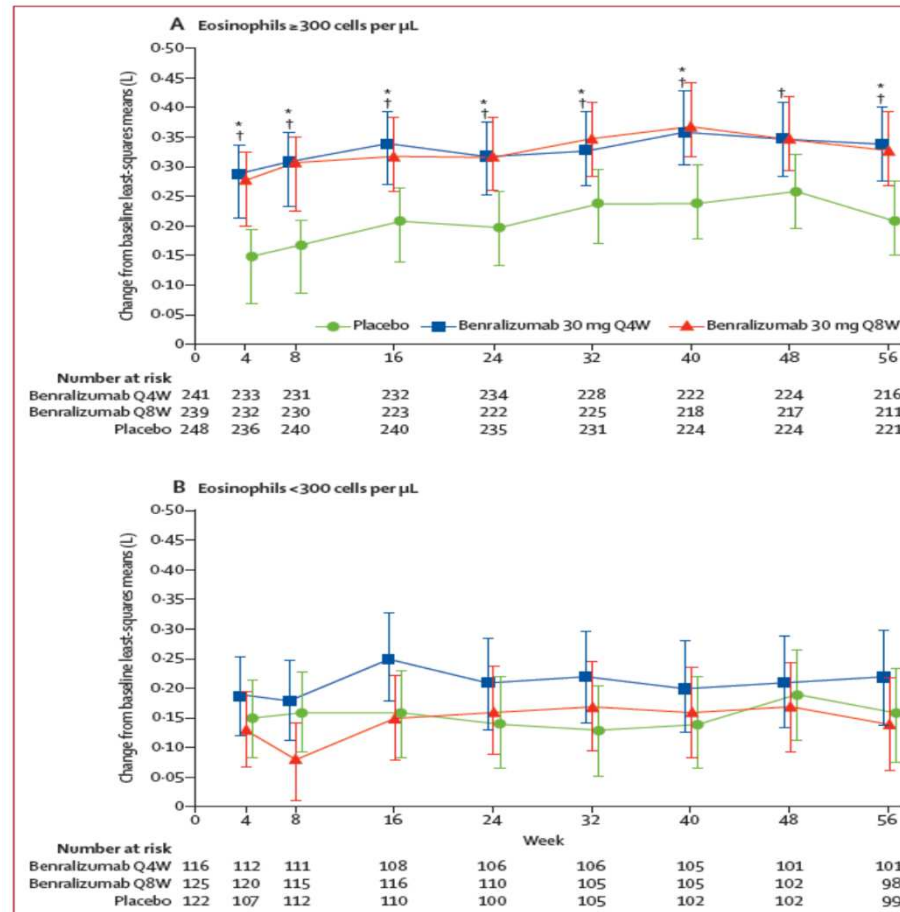 A Eosinophils ≥300 cells per µL
Change from baseline least-squares means (L)
0·50
0·45
0·40
0·35
0·30
0·25
0·20
0·15
0·10
0·05
0
* † * † * † * † * † * † † * †
Placebo Benralizumab 30 mg Q4W Benralizumab 30 mg Q8W
0 4 8 16 24 32 40 48 56
Number at risk
Benralizumab Q4W 241 233 231 232 234 228 222 224 216
Benralizumab Q8W 239 232 230 223 222 225 218 217 211
Placebo 248 236 240 240 235 231 224 224 221
B Eosinophils <300 cells per µL
Change from baseline least-squares means (L)
0·50
0·45
0·40
0·35
0·30
0·25
0·20
0·15
0·10
0·05
0
0 4 8 16 24 32 40 48 56
Week
Number at risk
Benralizumab Q4W 116 112 111 108 106 106 105 101 101
Benralizumab Q8W 125 120 115 116 110 105 105 102 98
Placebo 122 107 112 110 100 105 102 102 99